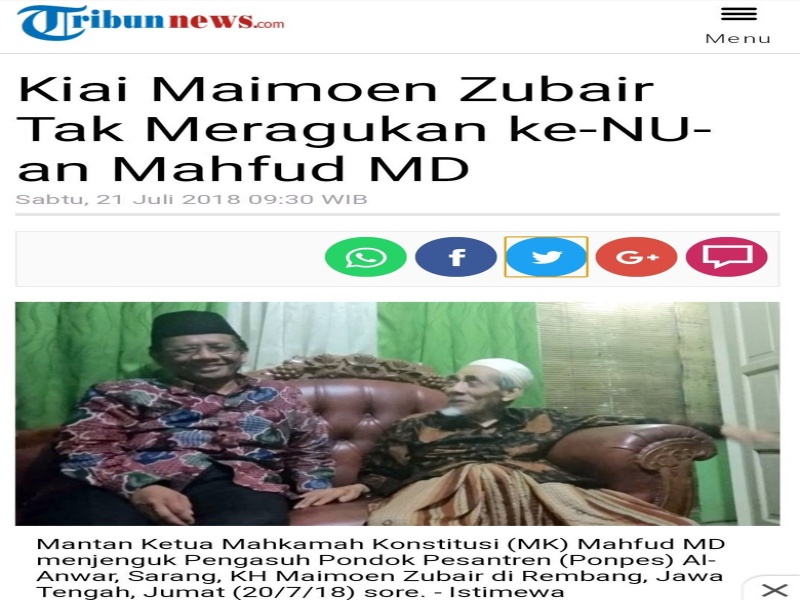 Tribunnews.com
Menu
Kiai Maimoen Zubair
Tak Meragukan ke-NU-
an Mahfud MD
Sabtu, 21 Juli 2018 09:30 WIB
f
G+
Mantan Ketua Mahkamah Konstitusi (MK) Mahfud MD
menjenguk Pengasuh Pondok Pesantren (Ponpes) Al-
Anwar, Sarang, KH Maimoen Zubair di Rembang, Jawa
Tengah, Jumat (20/7/18) sore. - Istimewa